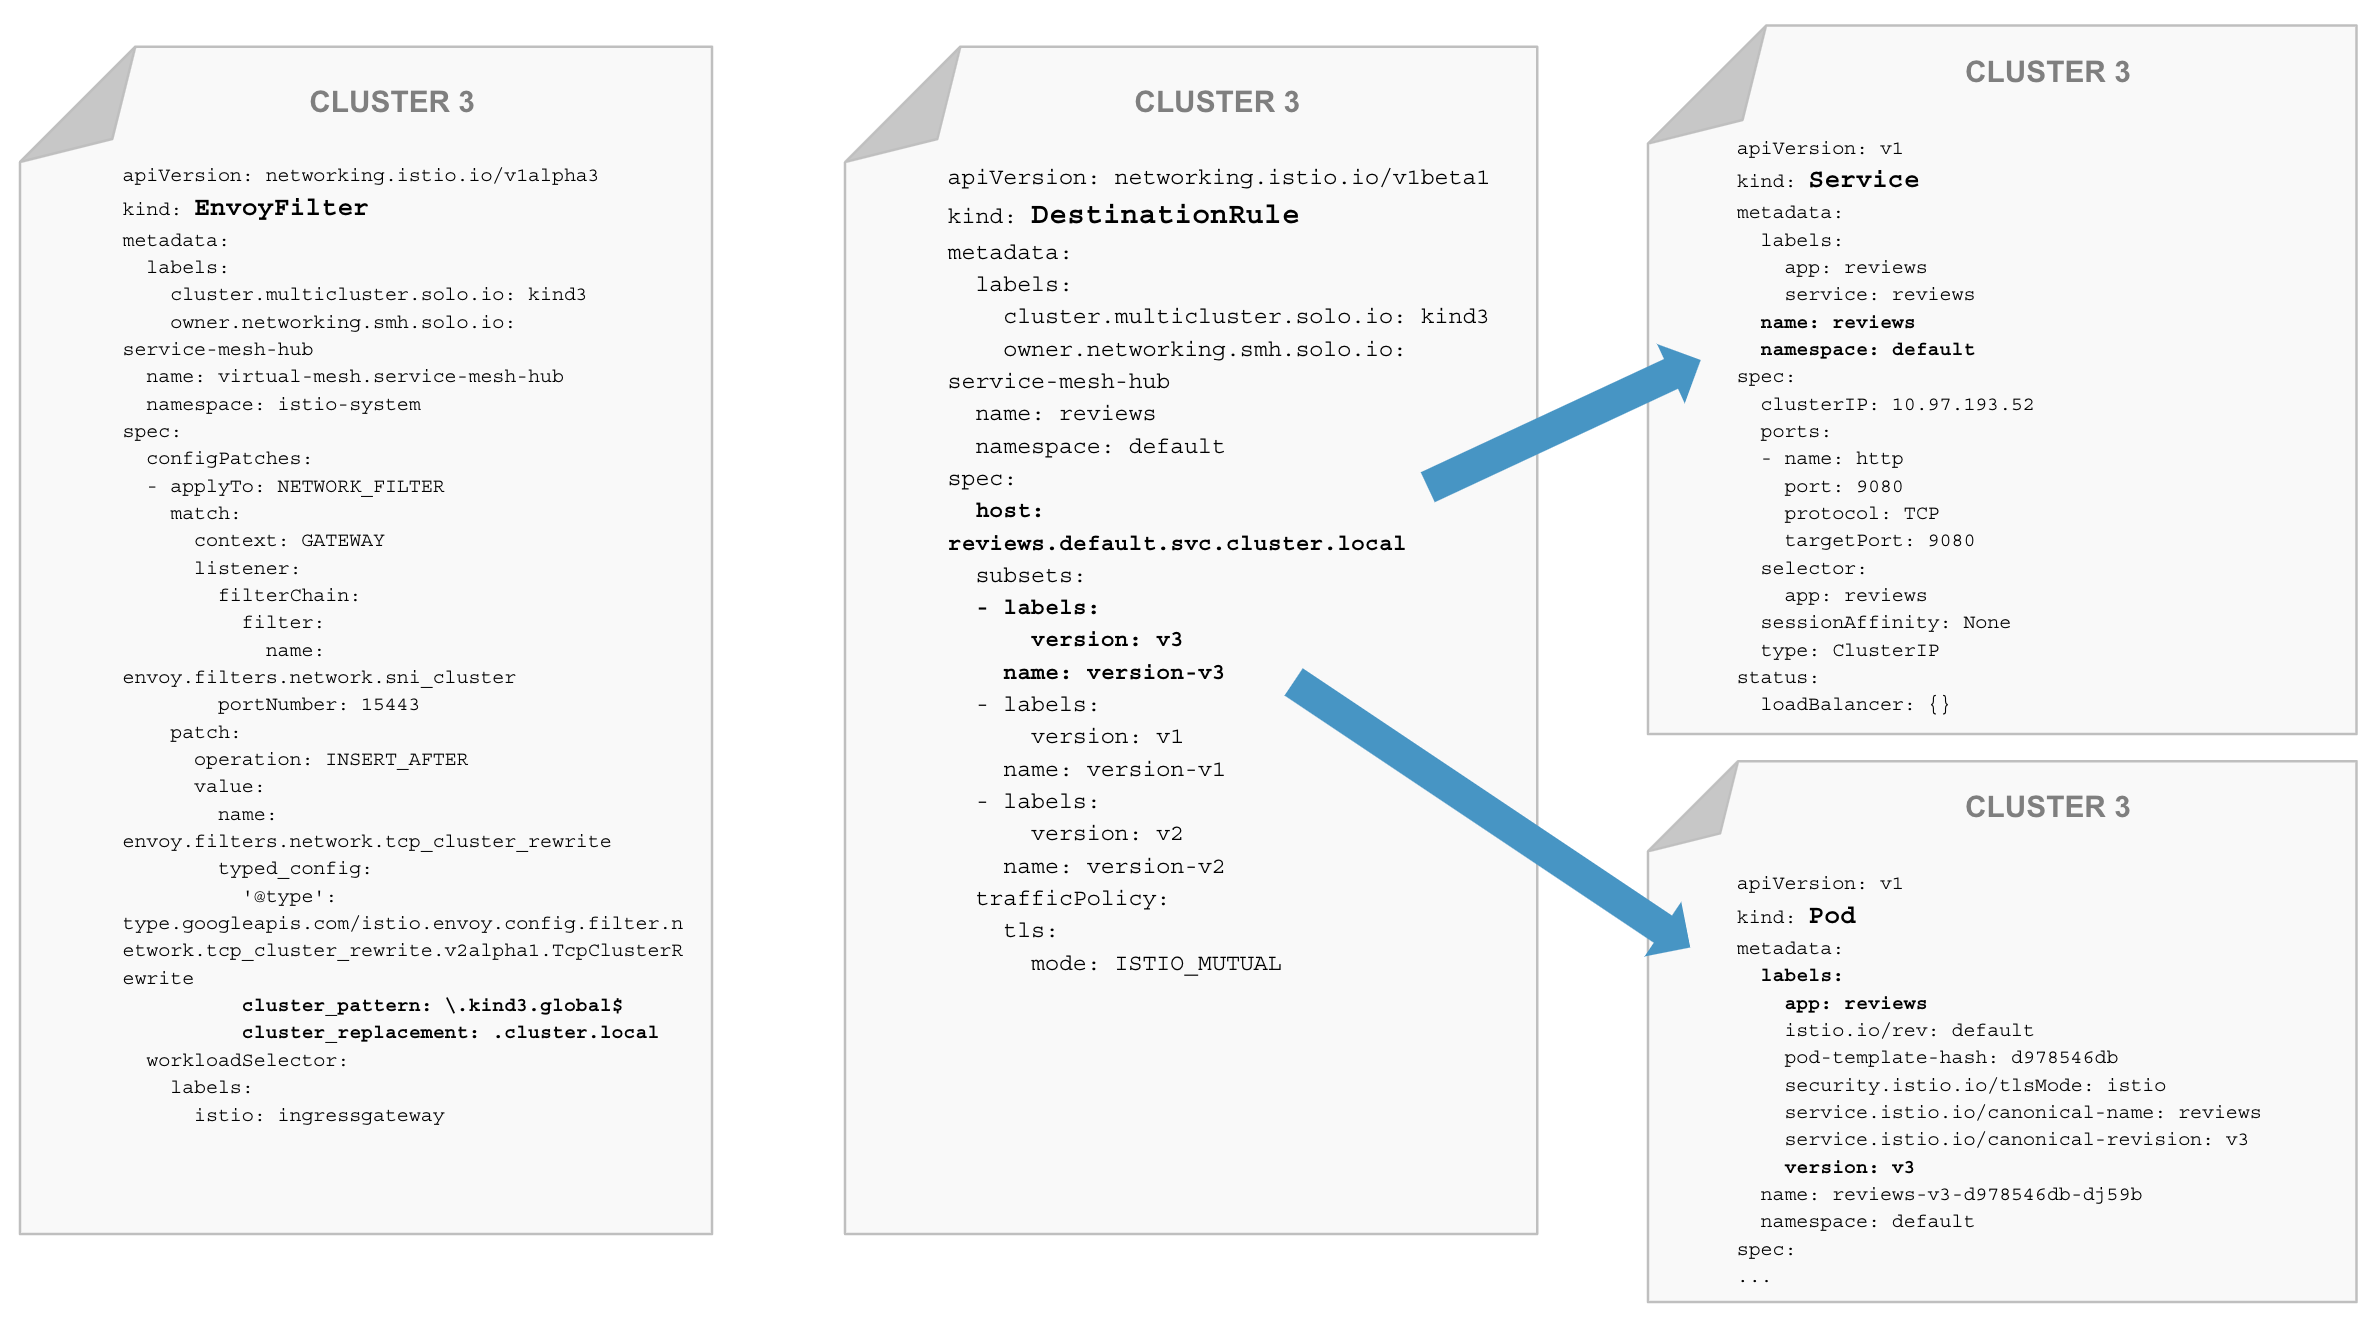 CLUSTER 3
apiVersion: networking.istio.io/v1alpha3
kind: EnvoyFilter
metadata:
  labels:
    cluster.multicluster.solo.io: kind3
    owner.networking.smh.solo.io:
service-mesh-hub
  name: virtual-mesh.service-mesh-hub
  namespace: istio-system
spec:
  configPatches:
  - applyTo: NETWORK_FILTER
    match:
      context: GATEWAY
      listener:
        filterChain:
          filter:
            name:
envoy.filters.network.sni_cluster
        portNumber: 15443
    patch:
      operation: INSERT_AFTER
      value:
        name:
envoy.filters.network.tcp_cluster_rewrite
        typed_config:
          '@type':
type.googleapis.com/istio.envoy.config.filter.n
etwork.tcp_cluster_rewrite.v2alpha1.TcpClusterR
ewrite
          cluster_pattern: \.kind3.global$
          cluster_replacement: .cluster.local
  workloadSelector:
    labels:
      istio: ingressgateway
CLUSTER 3
apiVersion: networking.istio.io/v1beta1
kind: DestinationRule
metadata:
  labels:
    cluster.multicluster.solo.io: kind3
    owner.networking.smh.solo.io:
service-mesh-hub
  name: reviews
  namespace: default
spec:
  host:
reviews.default.svc.cluster.local
  subsets:
  - labels:
      version: v3
    name: version-v3
  - labels:
      version: v1
    name: version-v1
  - labels:
      version: v2
    name: version-v2
  trafficPolicy:
    tls:
      mode: ISTIO_MUTUAL
CLUSTER 3
apiVersion: v1
kind: Service
metadata:
  labels:
    app: reviews
    service: reviews
  name: reviews
  namespace: default
spec:
  clusterIP: 10.97.193.52
  ports:
  - name: http
    port: 9080
    protocol: TCP
    targetPort: 9080
  selector:
    app: reviews
  sessionAffinity: None
  type: ClusterIP
status:
  loadBalancer: {}
CLUSTER 3
apiVersion: v1
kind: Pod
metadata:
  labels:
    app: reviews
    istio.io/rev: default
    pod-template-hash: d978546db
    security.istio.io/tlsMode: istio
    service.istio.io/canonical-name: reviews
    service.istio.io/canonical-revision: v3
    version: v3
  name: reviews-v3-d978546db-dj59b
  namespace: default
spec:
...